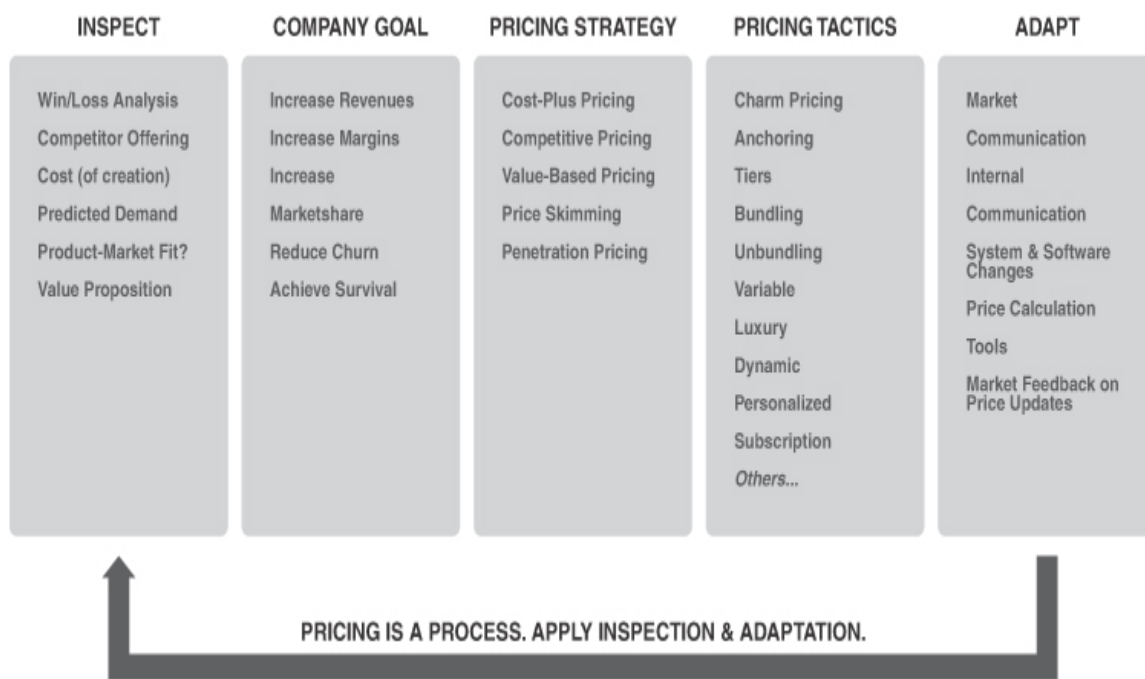 INSPECT
Win/Loss Analysis
Competitor Offering
Cost (of creation)
Predicted Demand
Product-Market Fit?
Value Proposition
COMPANY GOAL
Increase Revenues
Increase Margins
Increase
Marketshare
Reduce Churn
Achieve Survival
PRICING STRATEGY
Cost-Plus Pricing
Competitive Pricing
Value-Based Pricing
Price Skimming
Penetration Pricing
PRICING TACTICS
Charm Pricing
Anchoring
Tiers
Bundling
Unbundling
Variable
Luxury
Dynamic
Personalized
Subscription
Others...
ADAPT
Market
Communication
Internal
Communication
System & Software
Changes
Price Calculation
Tools
Market Feedback on
Price Updates
PRICING IS A PROCESS. APPLY INSPECTION & ADAPTATION.